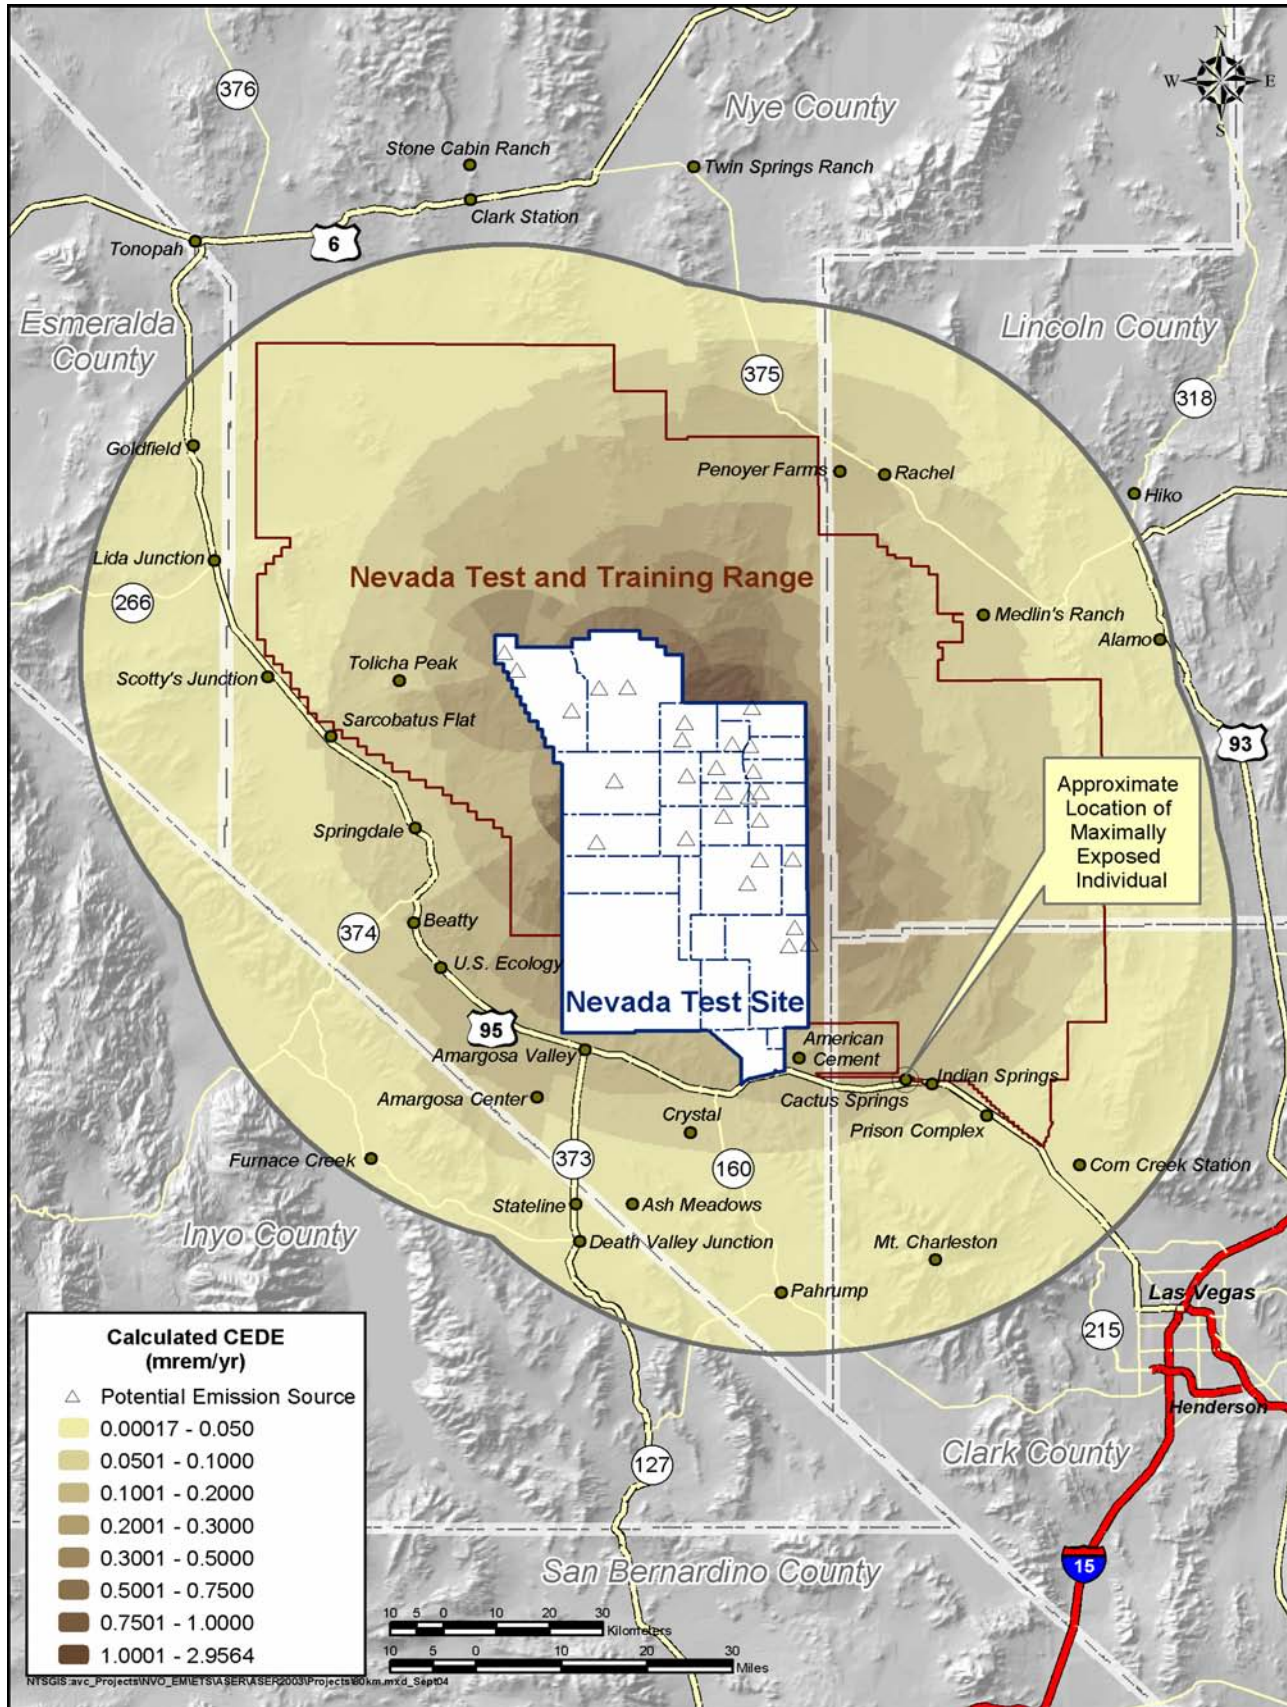 N
W
E
S
376
Nye County
Stone Cabin Ranch
Twin Springs Ranch
Clark Station
Tonopah
6
Esmeralda
County
Lincoln County
375
318
Goldfield
Penoyer Farms
Rachel
Hiko
Lida Junction
266
Nevada Test and Training Range
Medlin's Ranch
Alamo
Tolicha Peak
Scotty's Junction
Sarcobatus Flat
93
Approximate
Location of
Maximally
Exposed
Individual
Springdale
374
Beatty
U.S. Ecology
Nevada Test Site
95
Amargosa Valley
American
Cement
Indian Springs
Cactus Springs
Amargosa Center
Crystal
Prison Complex
Furnace Creek
373
160
Corn Creek Station
Stateline
Ash Meadows
Inyo County
Death Valley Junction
Mt. Charleston
Pahrump
Las Vegas
215
Henderson
Calculated CEDE
(mrem/yr)
Potential Emission Source
0.00017 - 0.050
0.0501 - 0.1000
0.1001 - 0.2000
0.2001 - 0.3000
0.3001 - 0.5000
0.5001 - 0.7500
0.7501 - 1.0000
1.0001 - 2.9564
Clark County
127
San Bernardino County
15
10 5 0 10 20 30
Kilometers
10 5 0 10 20 30
Miles